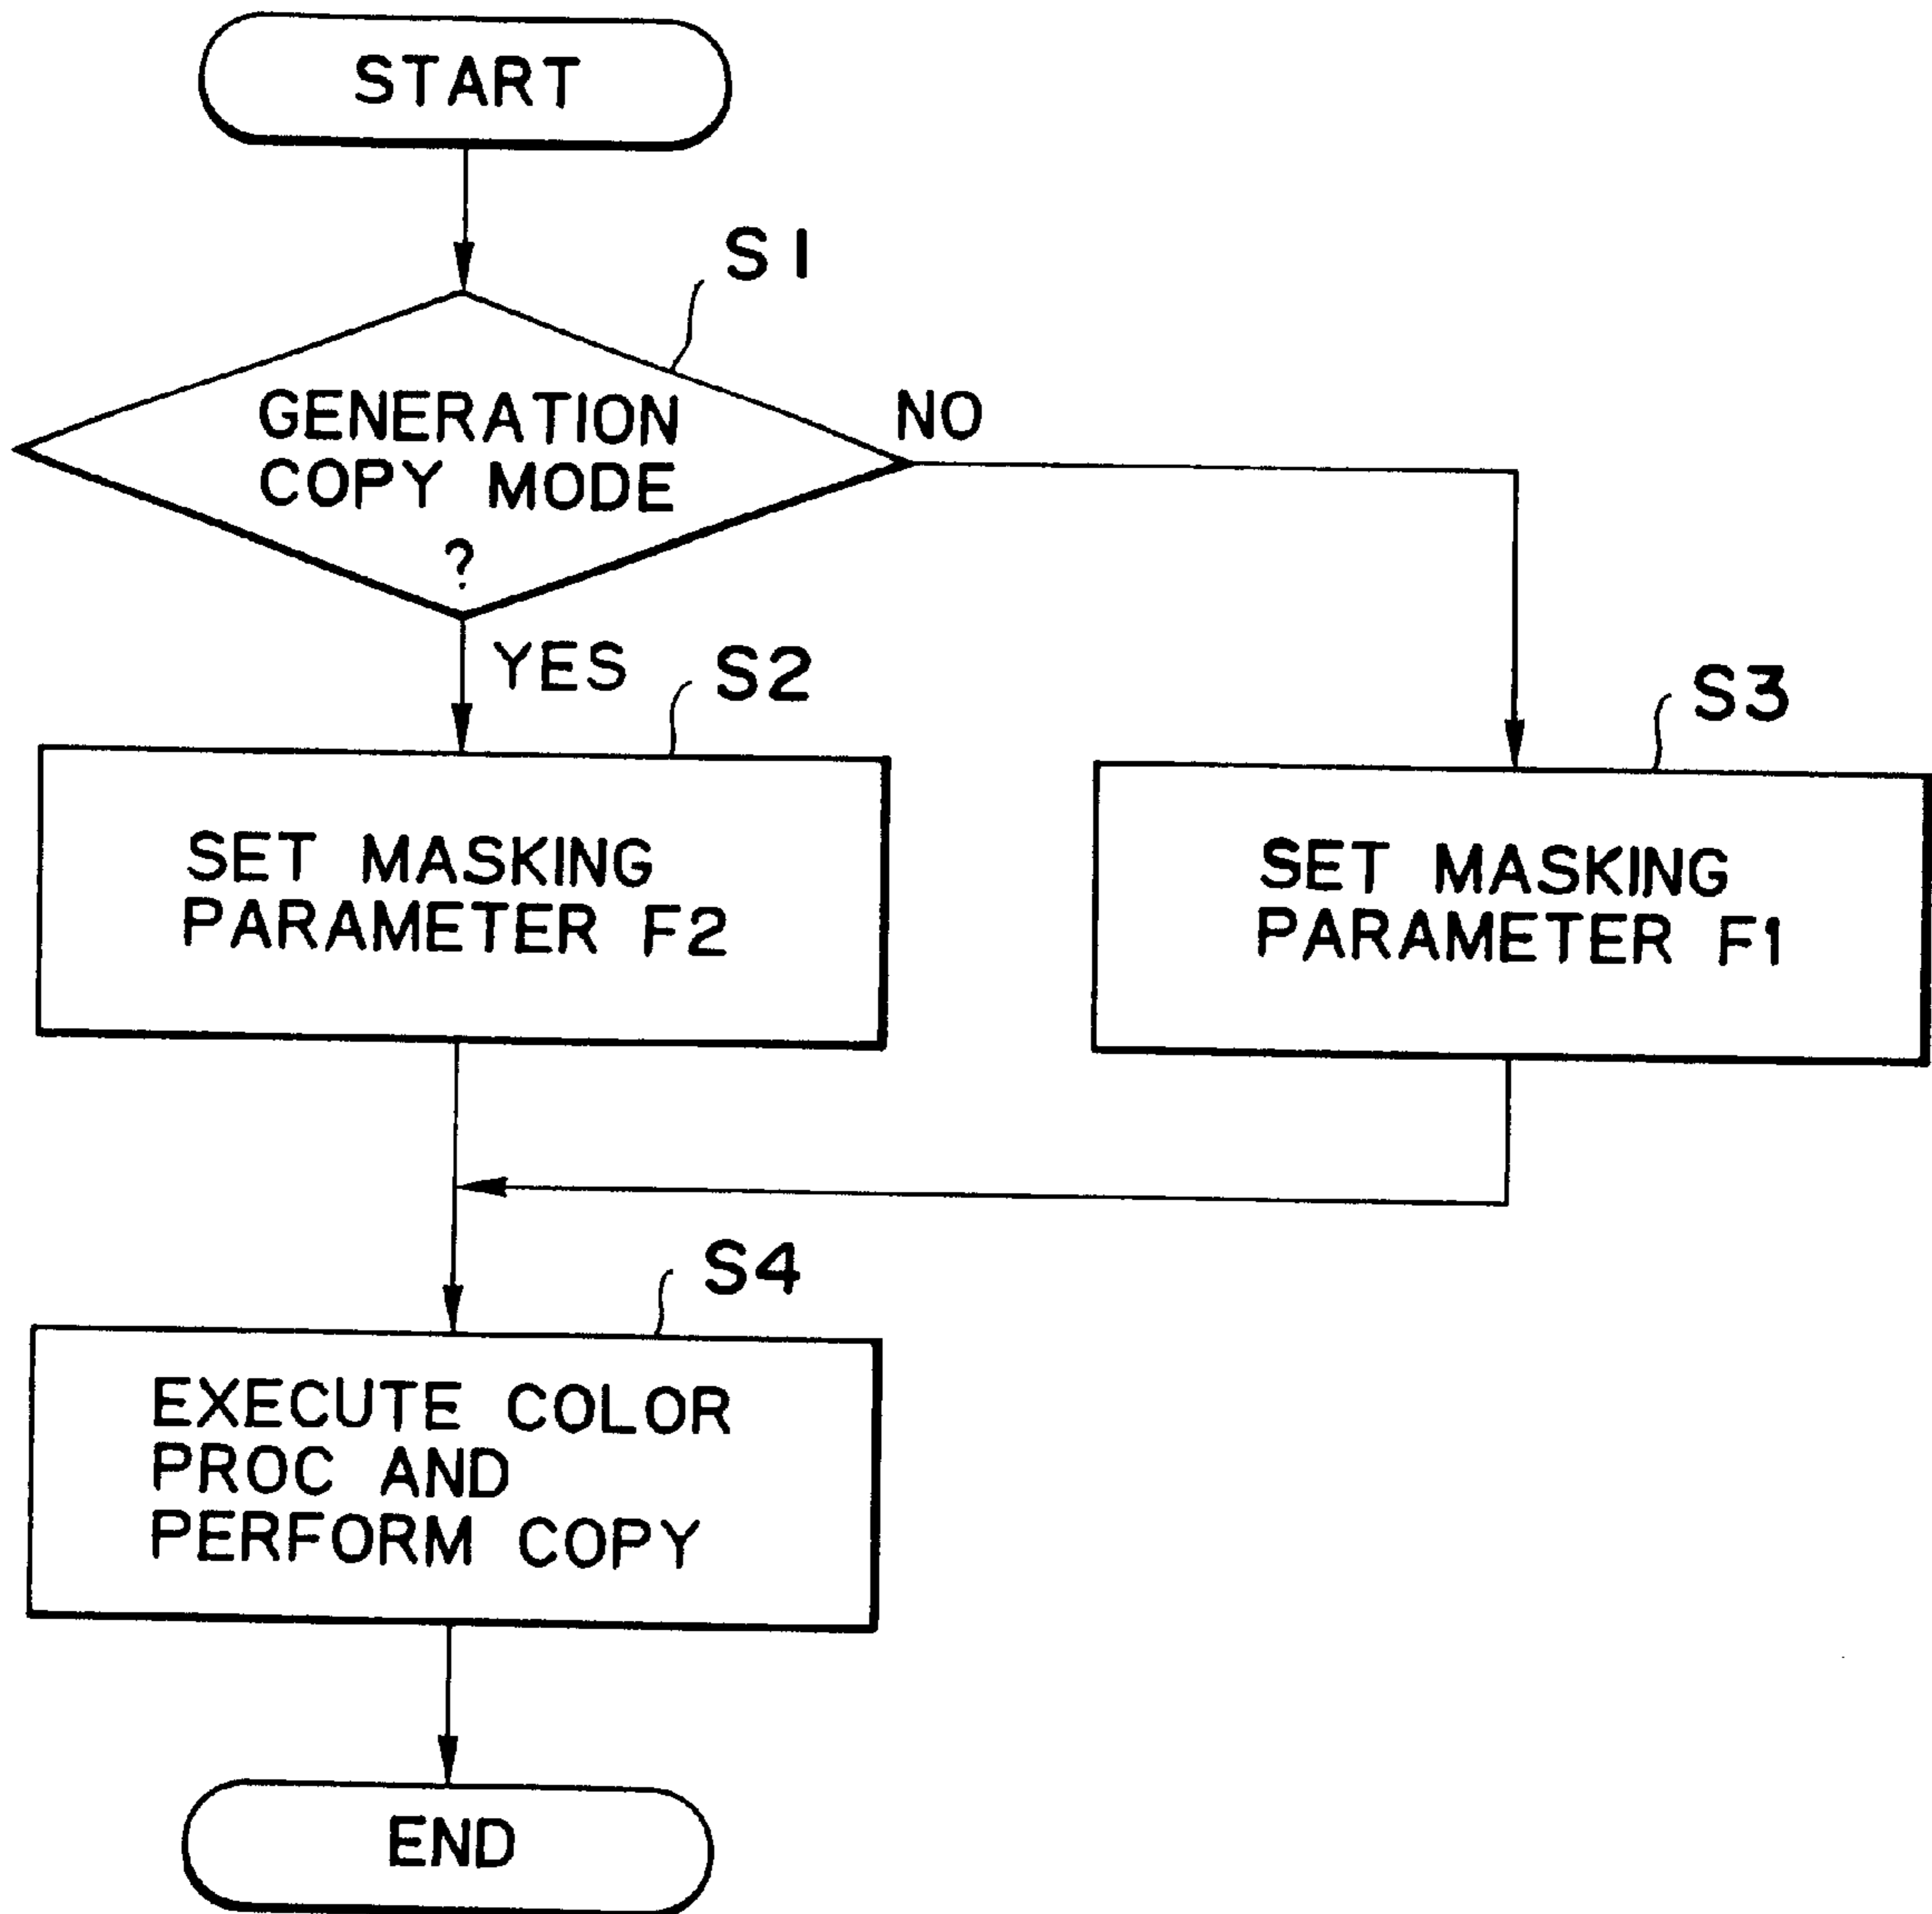 START
S1
GENERATION
COPY MODE
?
NO
YES
S2
S3
SET MASKING
PARAMETER F2
SET MASKING
PARAMETER F1
S4
EXECUTE COLOR
PROC AND
PERFORM COPY
END